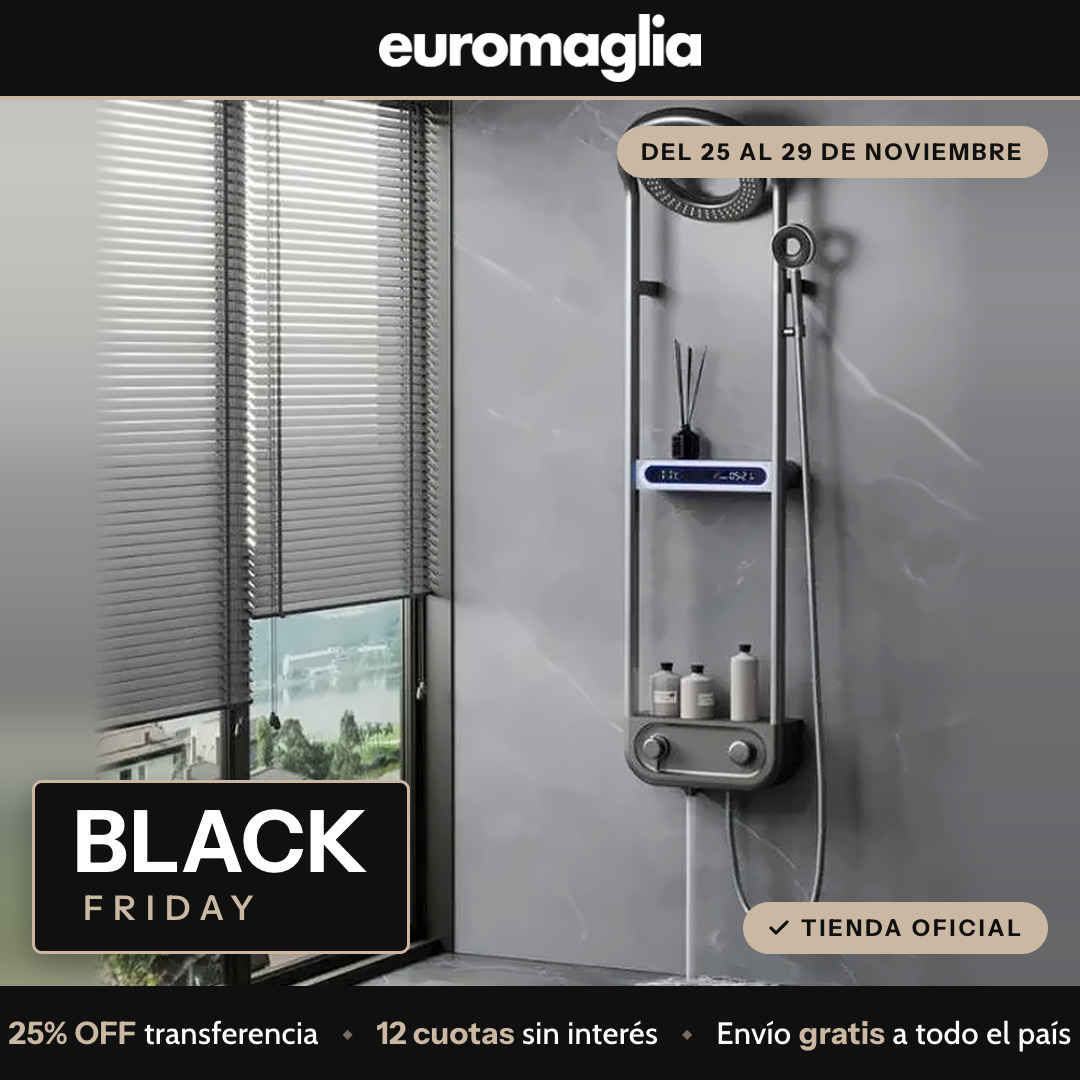 euromaglia
DEL 25 AL 29 DE NOVIEMBRE
BLACK
FRIDAY
TIENDA OFICIAL
25% OFF transferencia ◆ 12 cuotas sin interés ◆ Envío gratis a todo el país